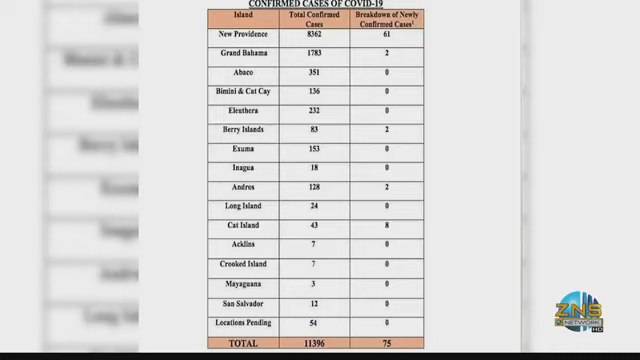 CONFIRMED CASES OF COVID-19
Island Total Confirmed Cases Breakdown of Newly Confirmed Cases¹
New Providence 8362 61
Grand Bahama 1783 2
Abaco 351 0
Bimini & Cat Cay 136 0
Eleuthera 232 0
Berry Islands 83 2
Exuma 153 0
Inagua 18 0
Andros 128 2
Long Island 24 0
Cat Island 43 8
Acklins 7 0
Crooked Island 7 0
Mayaguana 3 0
San Salvador 12 0
Locations Pending 54 0
TOTAL 11396 75
ZNS
NETWORK
HD